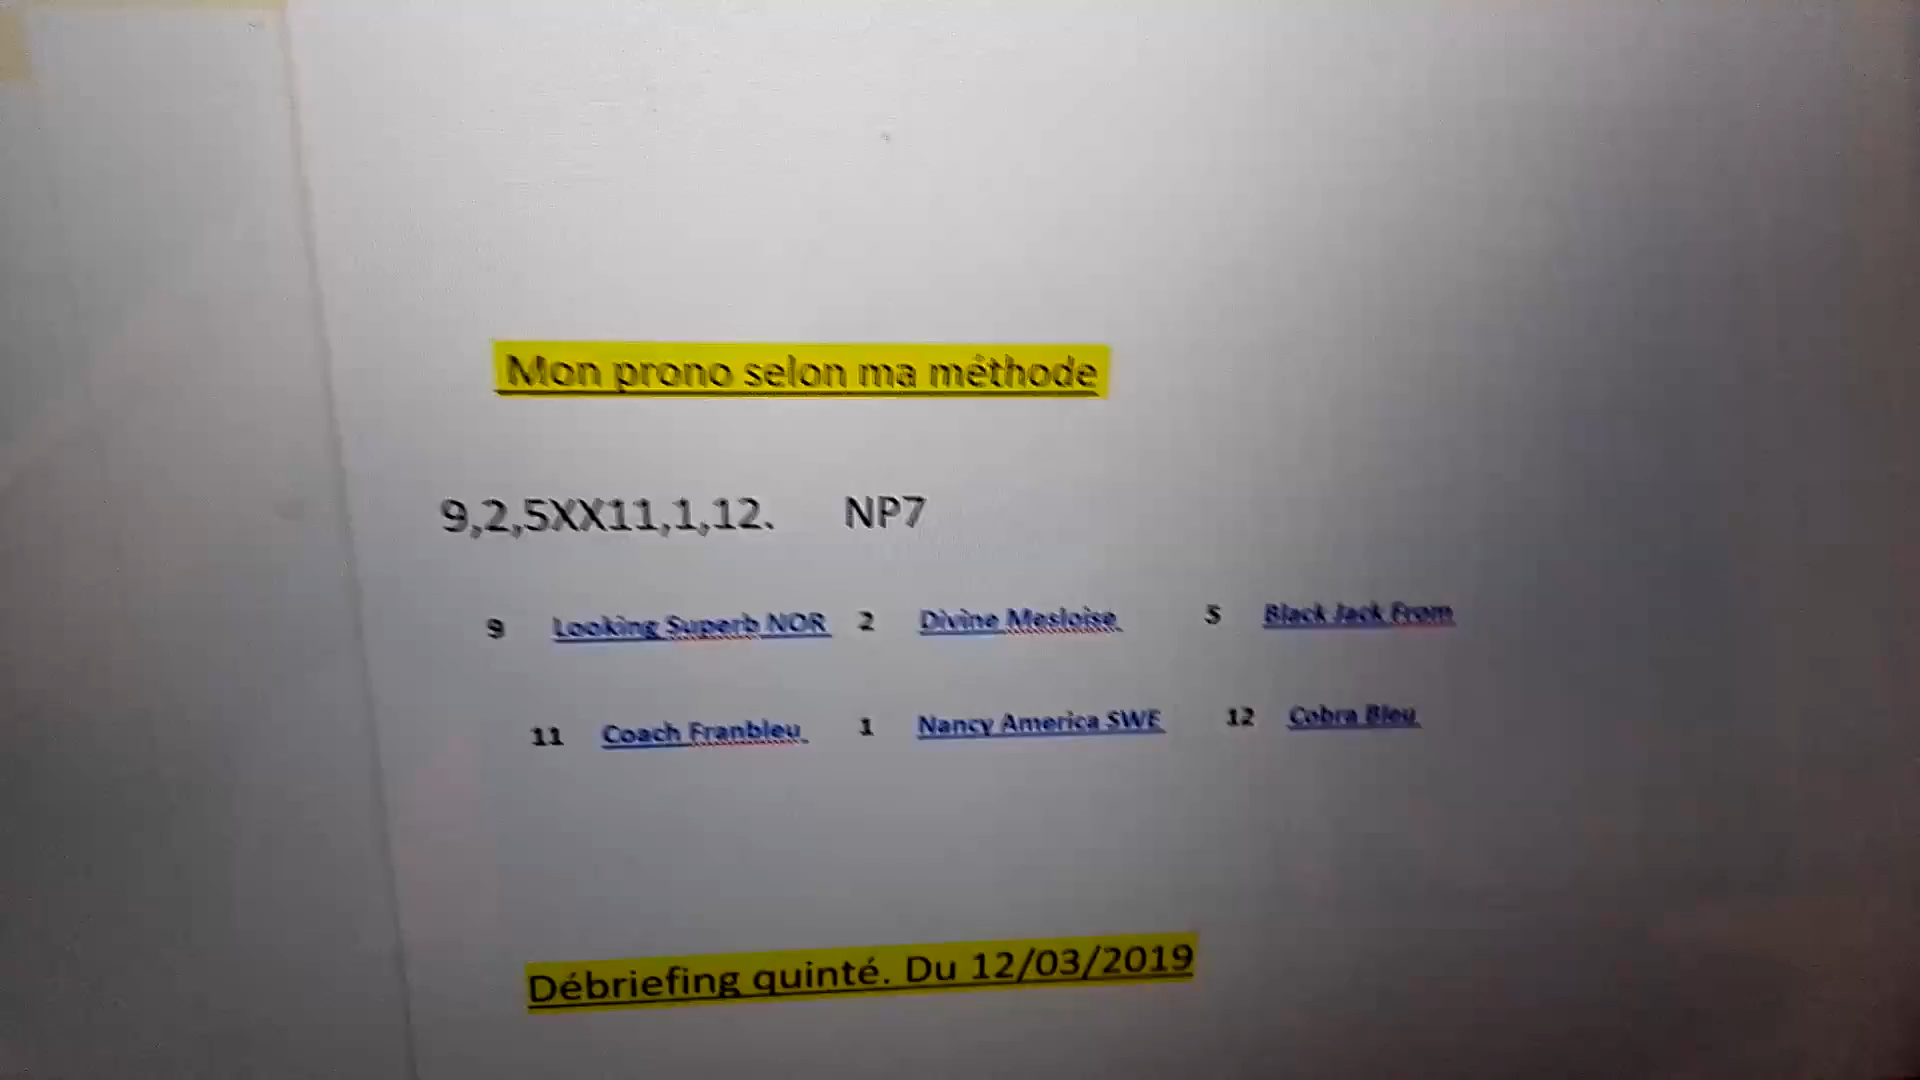 Mon prono selon ma méthode
9,2,5XX11,1,12. NP7
9 Looking Superb NOR 2 Divine Mesloise 5 Black Jack From
11 Coach Franbleu 1 Nancy America SWE 12 Cobra Bleu
Débriefing quinté. Du 12/03/2019